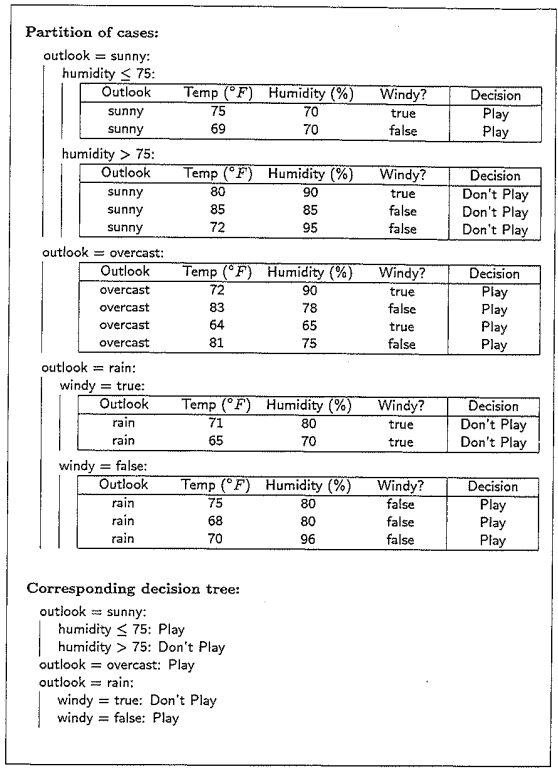 Partition of cases:
outlook = sunny:
humidity ≤ 75:
Outlook Temp (°F) Humidity (%) Windy? Decision
sunny 75 70 true Play
sunny 69 70 false Play
humidity > 75:
Outlook Temp (°F) Humidity (%) Windy? Decision
sunny 80 90 true Don't Play
sunny 85 85 false Don't Play
sunny 72 95 false Don't Play
outlook = overcast:
Outlook Temp (°F) Humidity (%) Windy? Decision
overcast 72 90 true Play
overcast 83 78 false Play
overcast 64 65 true Play
overcast 81 75 false Play
outlook = rain:
windy = true:
Outlook Temp (°F) Humidity (%) Windy? Decision
rain 71 80 true Don't Play
rain 65 70 true Don't Play
windy = false:
Outlook Temp (°F) Humidity (%) Windy? Decision
rain 75 80 false Play
rain 68 80 false Play
rain 70 96 false Play
Corresponding decision tree:
outlook = sunny:
humidity ≤ 75: Play
humidity > 75: Don't Play
outlook = overcast: Play
outlook = rain:
windy = true: Don't Play
windy = false: Play